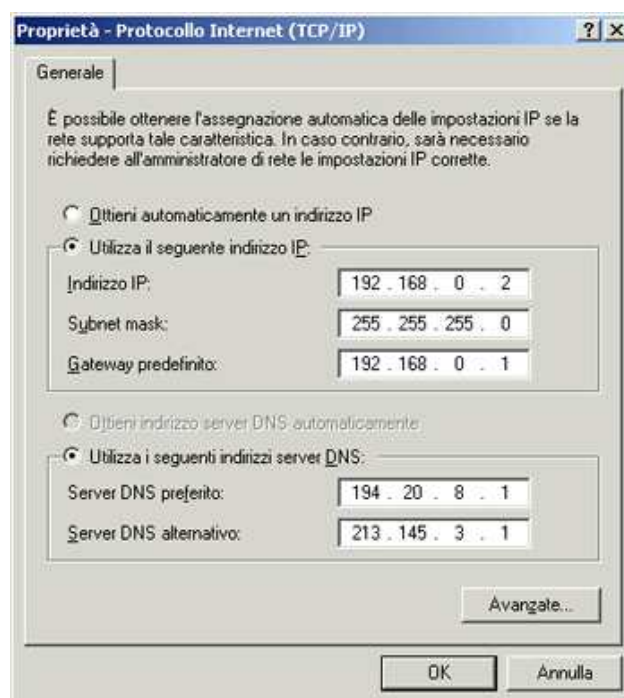 Proprietà - Protocollo Internet (TCP/IP)
Generale
È possibile ottenere l'assegnazione automatica delle impostazioni IP se la
rete supporta tale caratteristica. In caso contrario, sarà necessario
richiedere all'amministratore di rete le impostazioni IP corrette.
Ottieni automaticamente un indirizzo IP
Utilizza il seguente indirizzo IP:
Indirizzo IP: 192 . 168 . 0 . 2
Subnet mask: 255 . 255 . 255 . 0
Gateway predefinito: 192 . 168 . 0 . 1
Ottieni indirizzo server DNS automaticamente
Utilizza i seguenti indirizzi server DNS:
Server DNS preferito: 194 . 20 . 8 . 1
Server DNS alternativo: 213 . 145 . 3 . 1
Avanzate...
OK Annulla